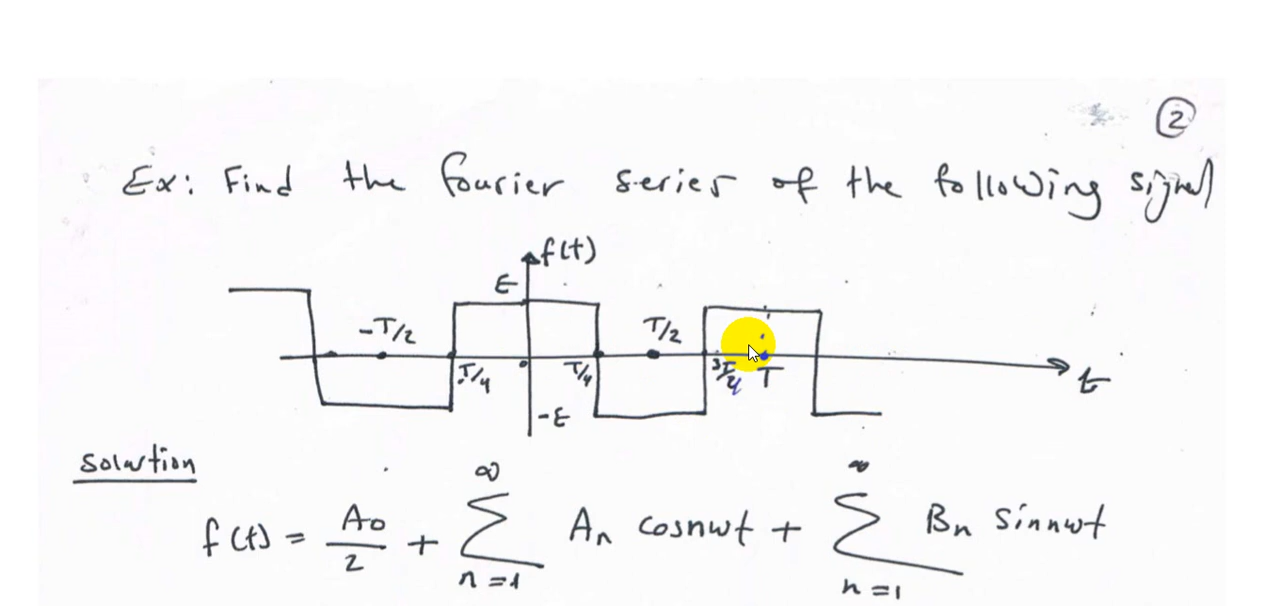 ②
Ex: Find the fourier series of the following signal
f(t)
E
-T/2 T/2
T/4 T/4 3T/4 T t
-E
solution
f(t) = A0/2 + ∞∑n=1 An cosnwt + ∞∑n=1 Bn sinnwt